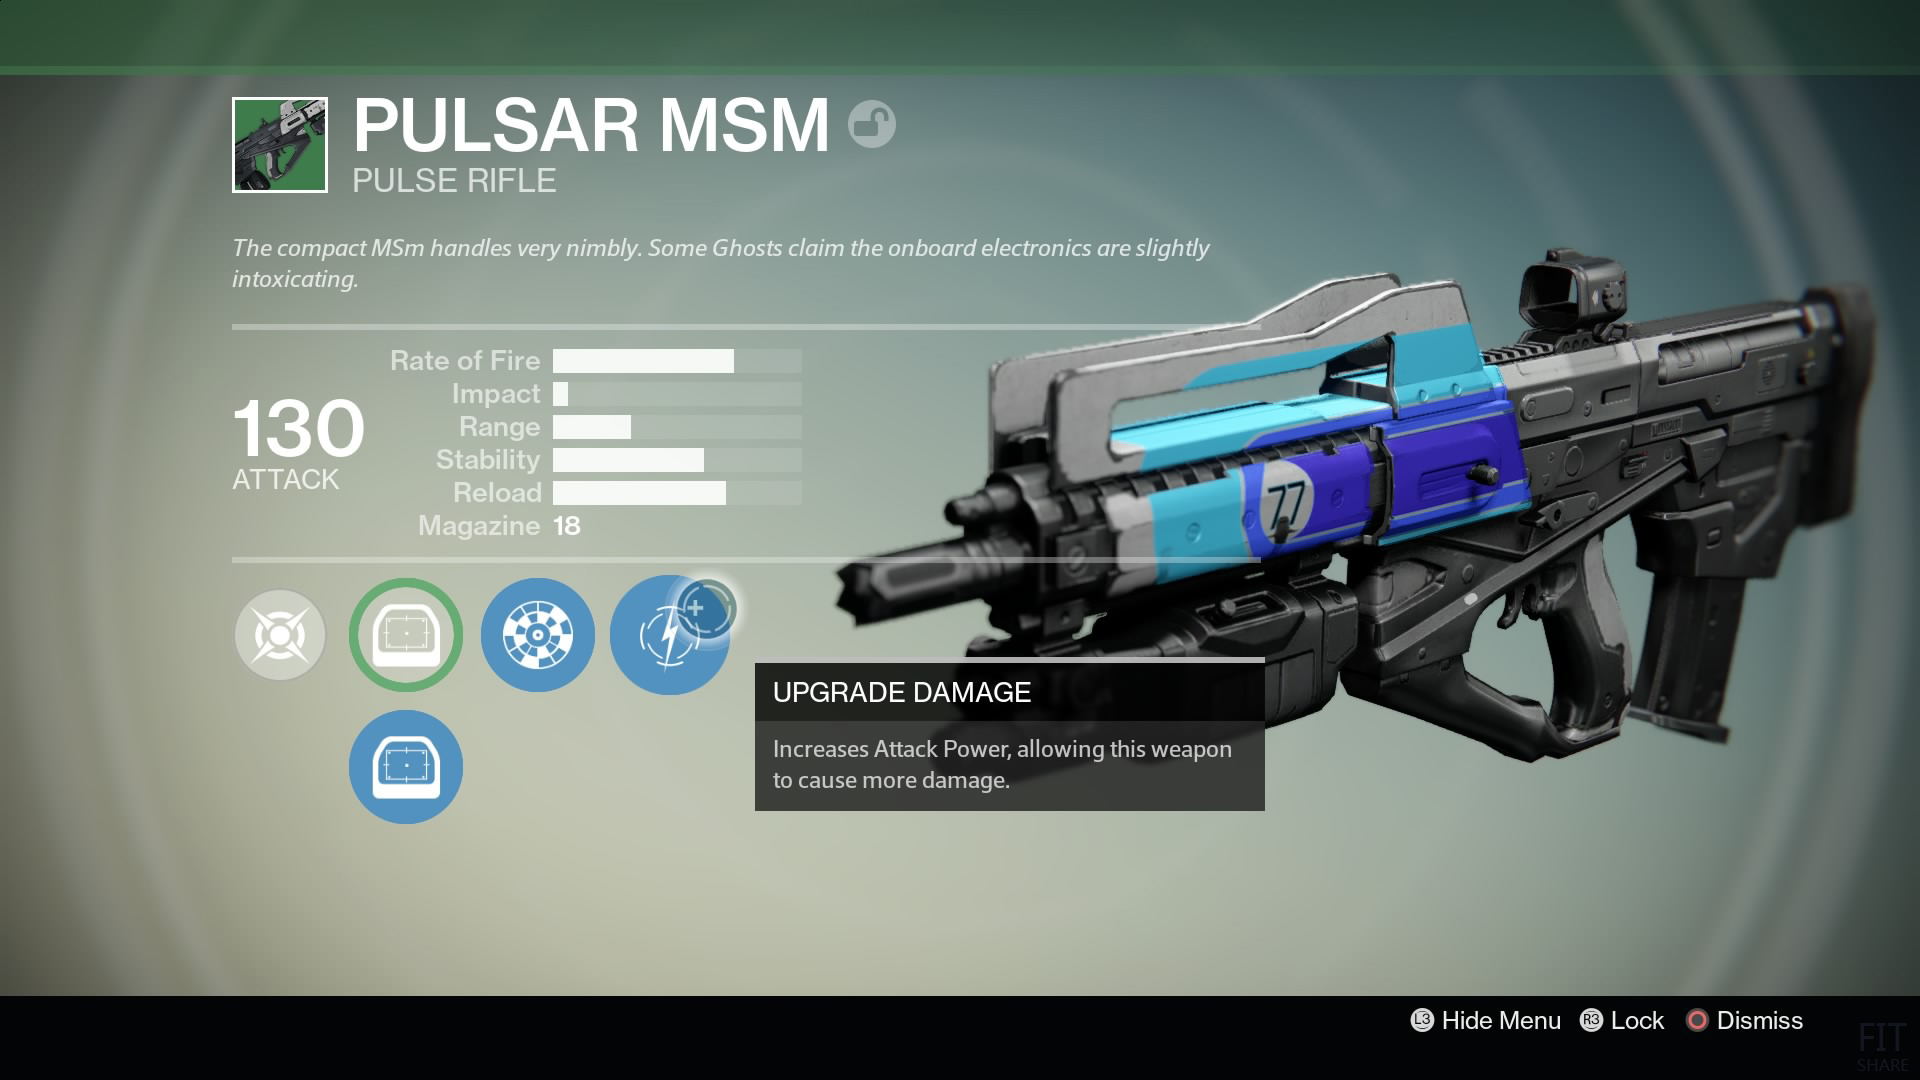 PULSAR MSM
PULSE RIFLE
The compact MSm handles very nimbly. Some Ghosts claim the onboard electronics are slightly
intoxicating.
130
ATTACK
Rate of Fire
Impact
Range
Stability
Reload
Magazine 18
77
UPGRADE DAMAGE
Increases Attack Power, allowing this weapon
to cause more damage.
L3 Hide Menu R3 Lock Dismiss
FIT
SHARE